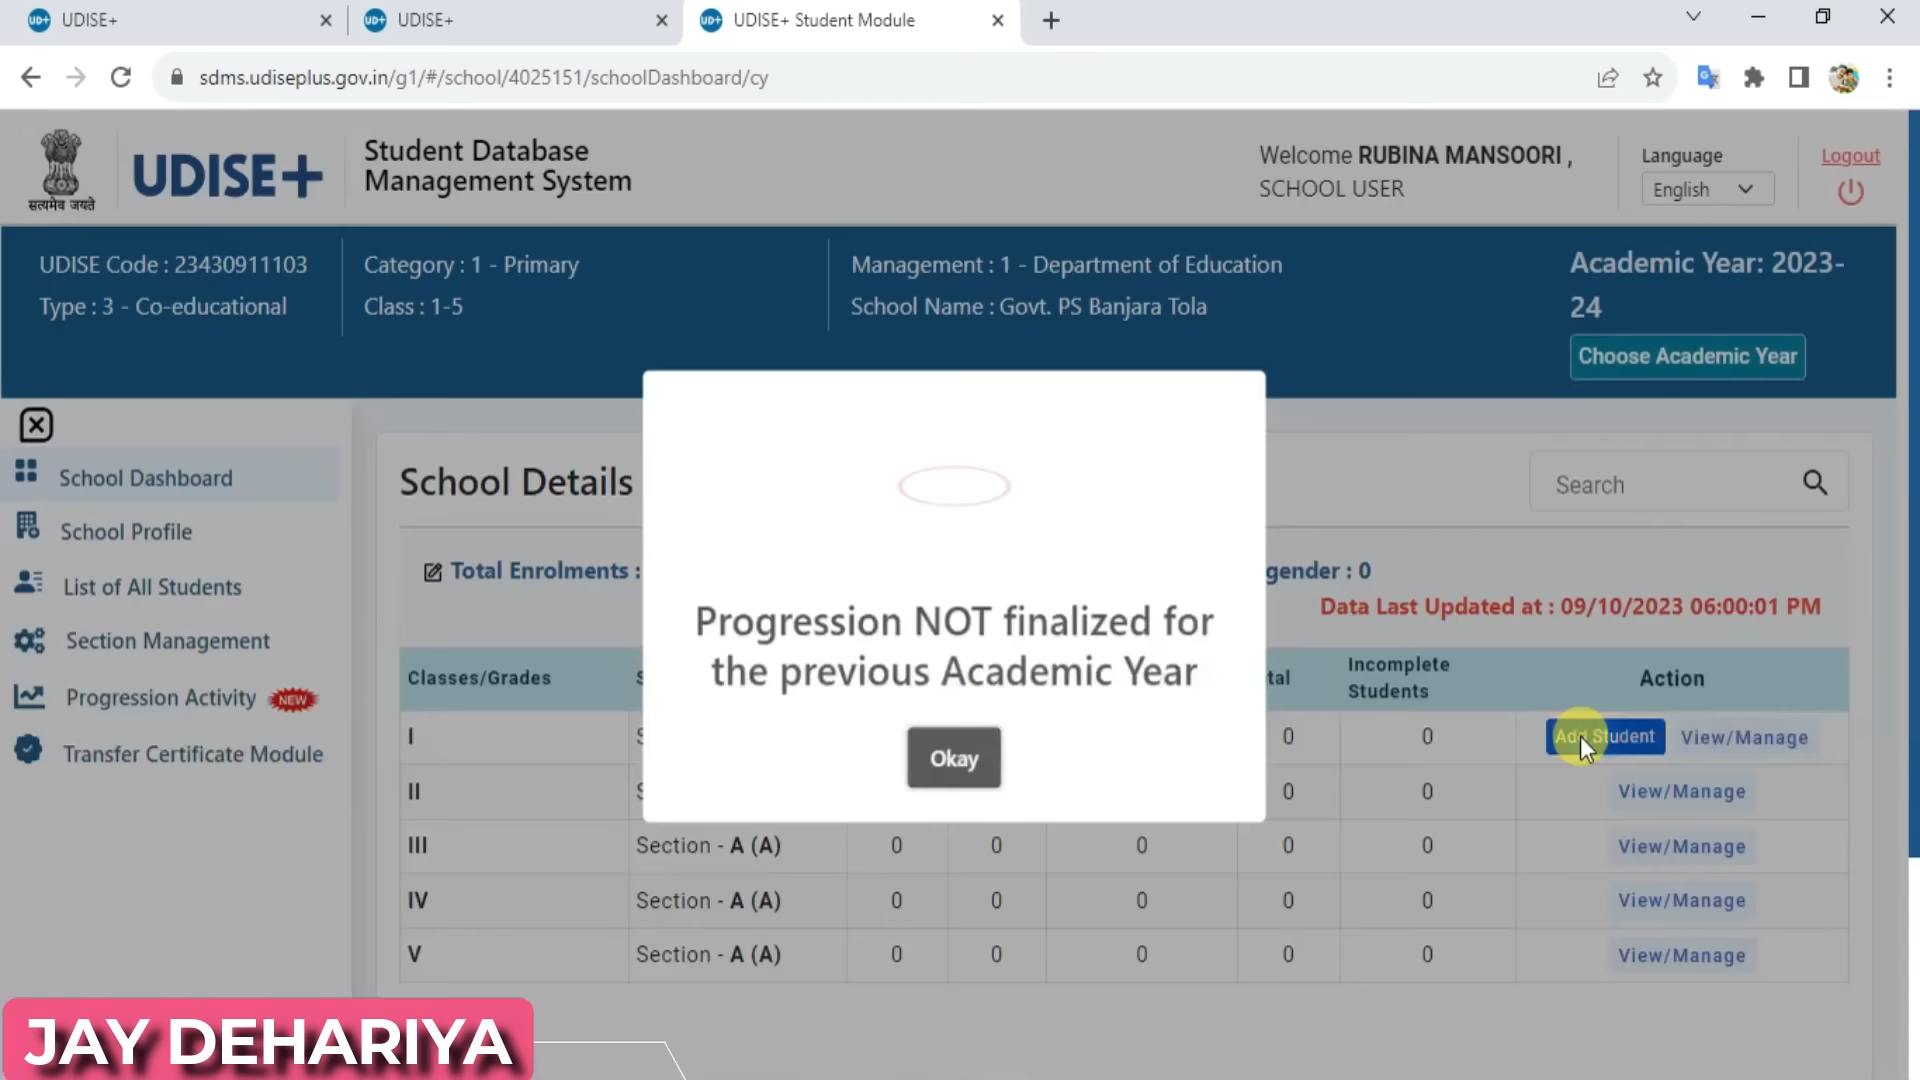 UDISE+
UDISE+
UDISE+ Student Module
sdms.udiseplus.gov.in/g1/#/school/4025151/schoolDashboard/cy
सत्यमेव जयते
UDISE+
Student Database
Management System
Welcome RUBINA MANSOORI ,
SCHOOL USER
Language
English
Logout
UDISE Code : 23430911103
Type : 3 - Co-educational
Category : 1 - Primary
Class : 1-5
Management : 1 - Department of Education
School Name : Govt. PS Banjara Tola
Academic Year: 2023-
24
Choose Academic Year
School Dashboard
School Profile
List of All Students
Section Management
Progression Activity NEW
Transfer Certificate Module
School Details
Search
Total Enrolments :
gender : 0
Data Last Updated at : 09/10/2023 06:00:01 PM
Progression NOT finalized for
the previous Academic Year
Okay
Classes/Grades S tal Incomplete Students Action
I S 0 0 Add Student View/Manage
II S 0 0 View/Manage
III Section - A (A) 0 0 0 0 0 View/Manage
IV Section - A (A) 0 0 0 0 0 View/Manage
V Section - A (A) 0 0 0 0 0 View/Manage
JAY DEHARIYA